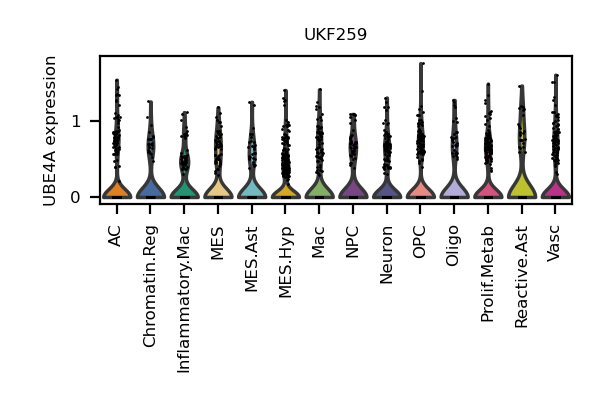 UKF259
UBE4A expression
1
0
AC
Chromatin.Reg
Inflammatory.Mac
MES
MES.Ast
MES.Hyp
Mac
NPC
Neuron
OPC
Oligo
Prolif.Metab
Reactive.Ast
Vasc